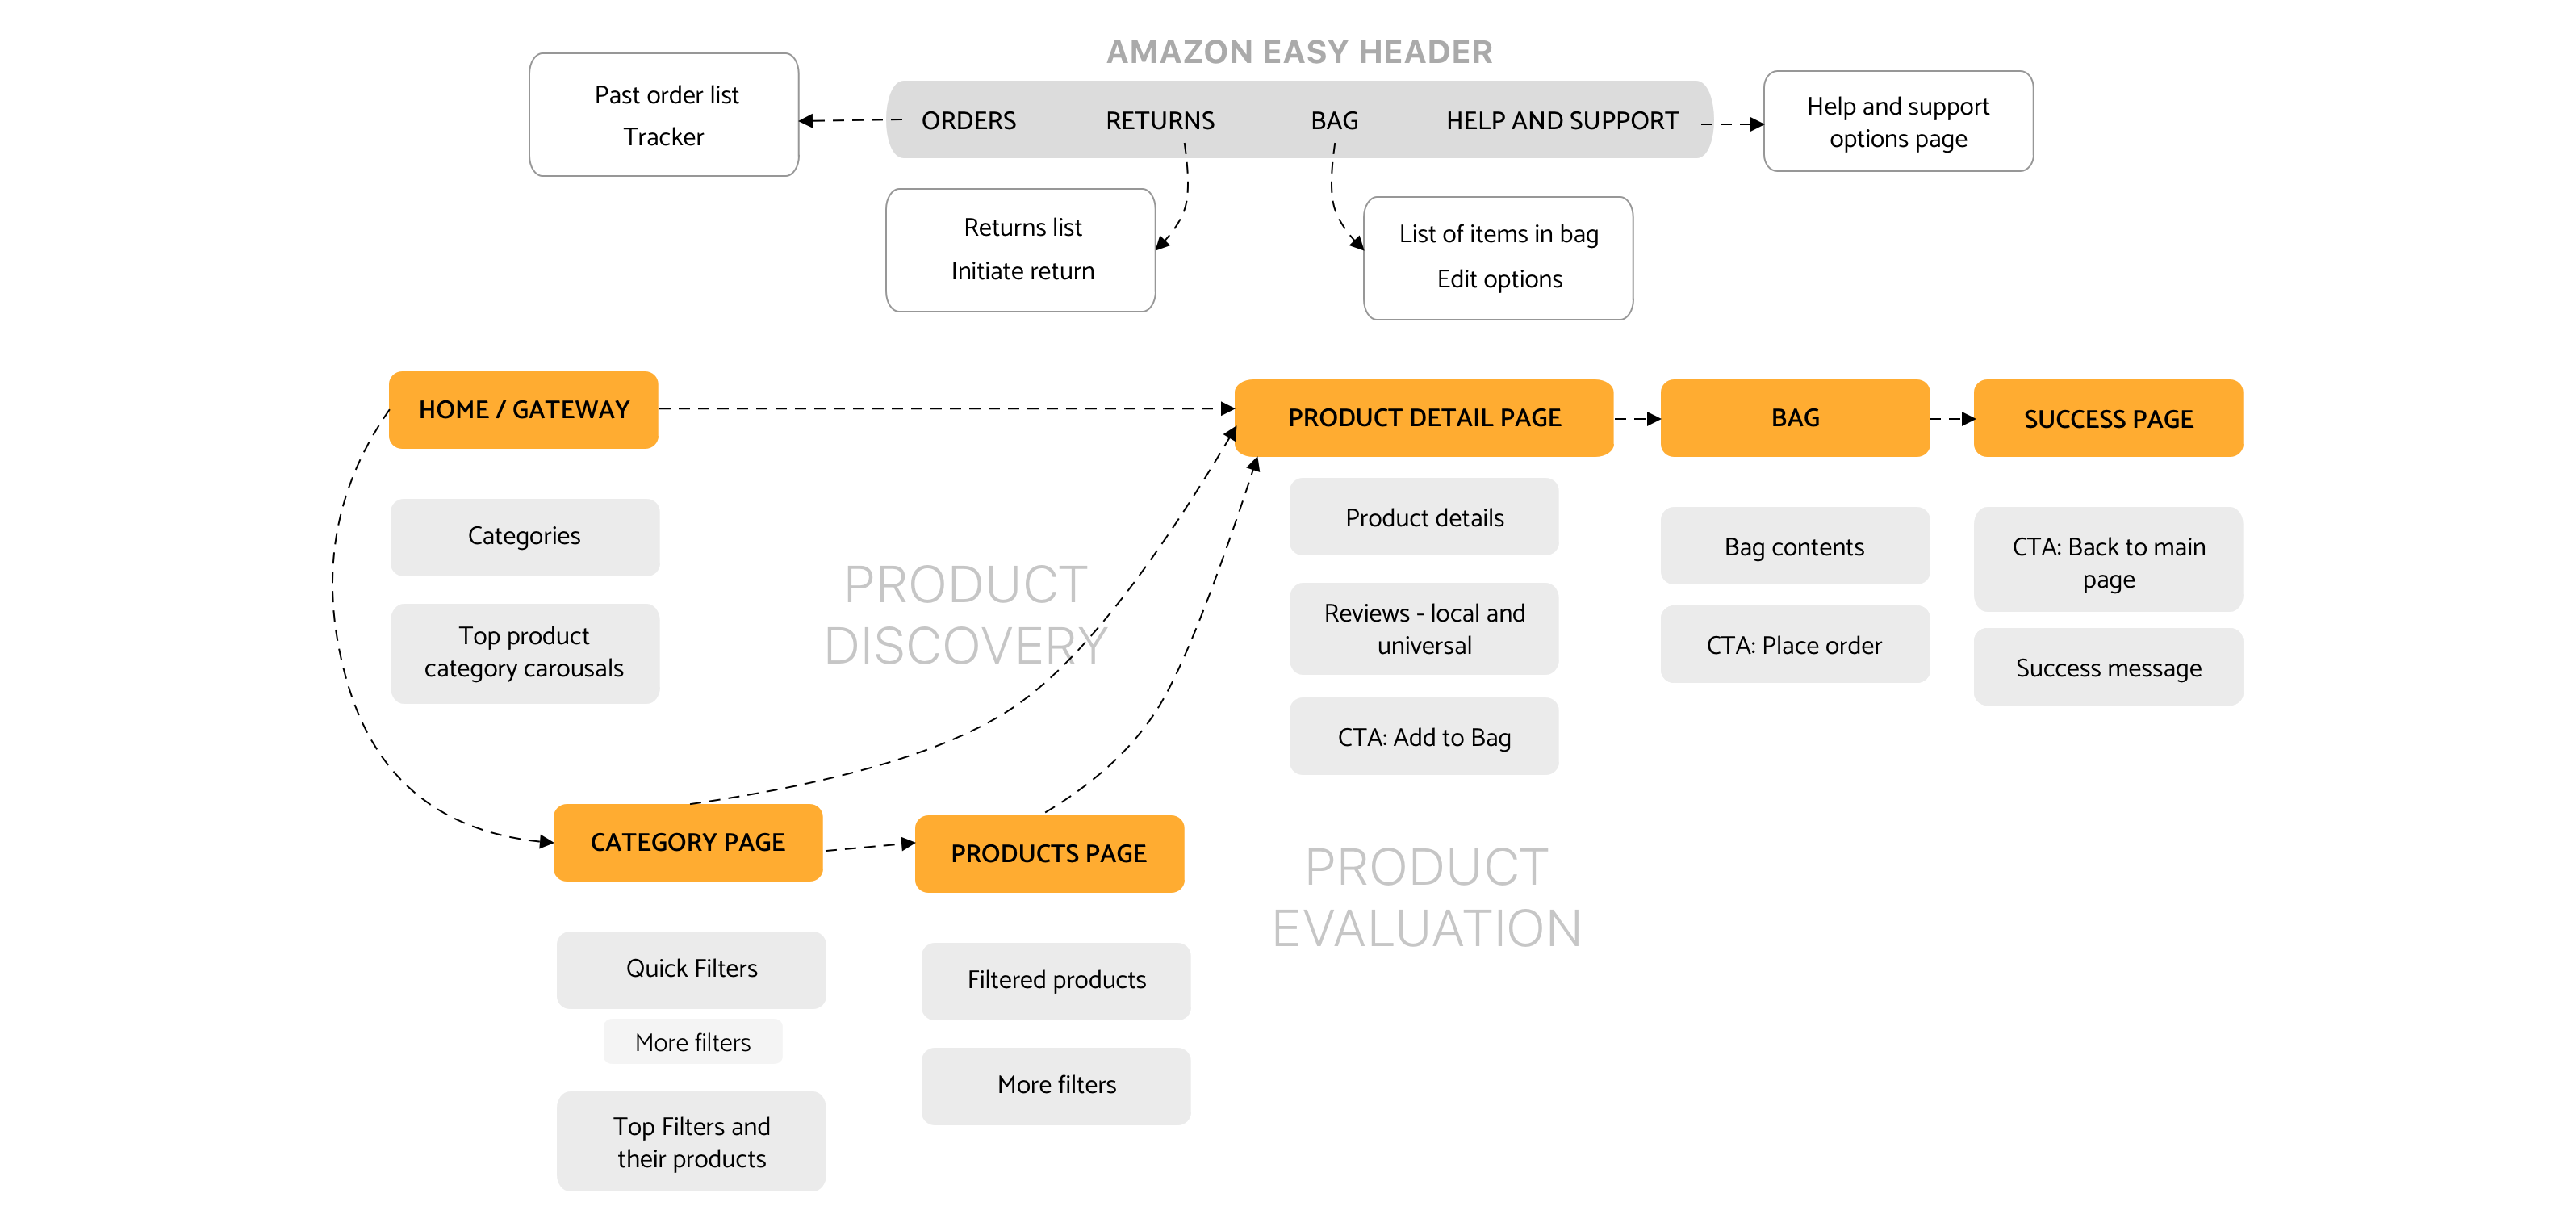 AMAZON EASY HEADER
Past order list
Tracker
ORDERS
RETURNS
BAG
HELP AND SUPPORT
Help and support
options page
Returns list
Initiate return
List of items in bag
Edit options
HOME / GATEWAY
PRODUCT DETAIL PAGE
BAG
SUCCESS PAGE
Categories
Top product
category carousals
PRODUCT
DISCOVERY
Product details
Reviews - local and
universal
CTA: Add to Bag
Bag contents
CTA: Place order
CTA: Back to main
page
Success message
CATEGORY PAGE
PRODUCTS PAGE
PRODUCT
EVALUATION
Quick Filters
More filters
Top Filters and
their products
Filtered products
More filters